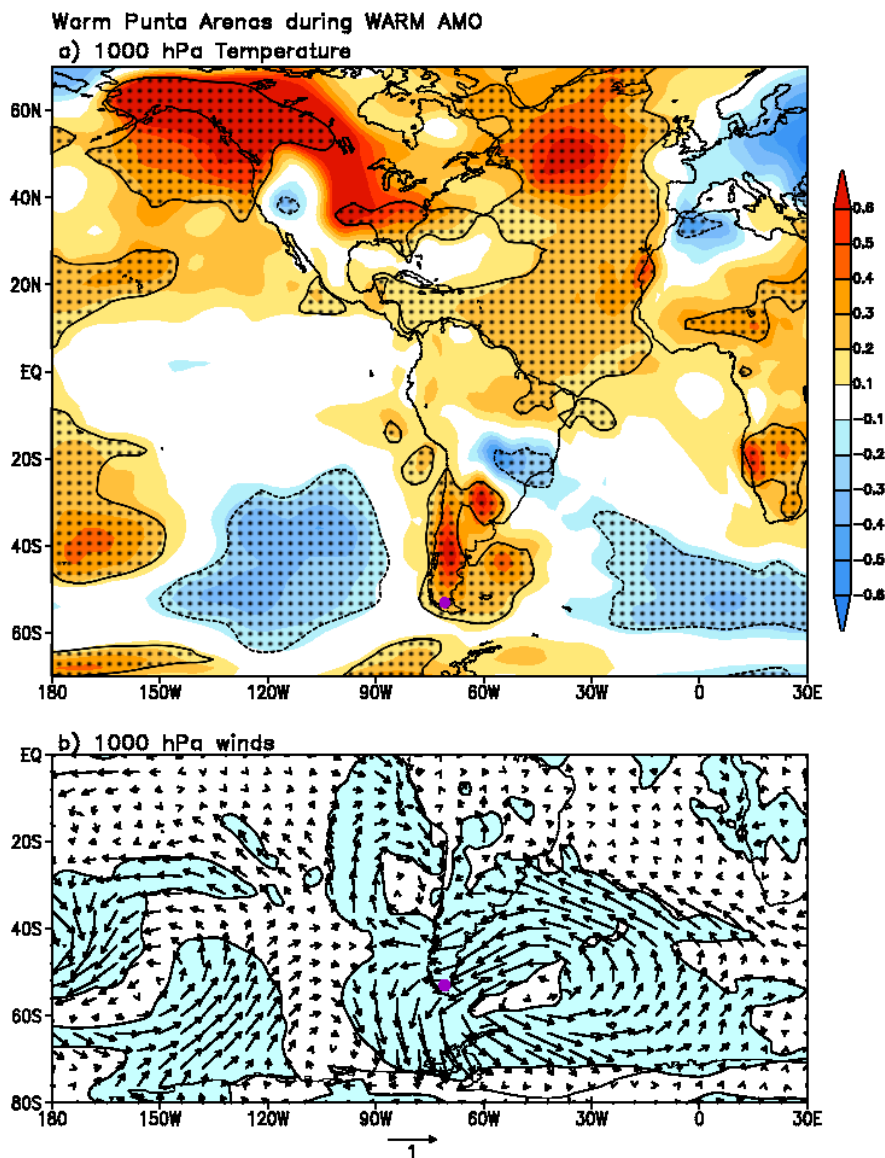 Warm Punta Arenas during WARM AMO
a) 1000 hPa Temperature
60N
40N
20N
EQ
20S
40S
60S
180 150W 120W 90W 60W 30W 0 30E
0.6
0.5
0.4
0.3
0.2
0.1
-0.1
-0.2
-0.3
-0.4
-0.5
-0.6
b) 1000 hPa winds
EQ
20S
40S
60S
80S
180 150W 120W 90W 60W 30W 0 30E
1